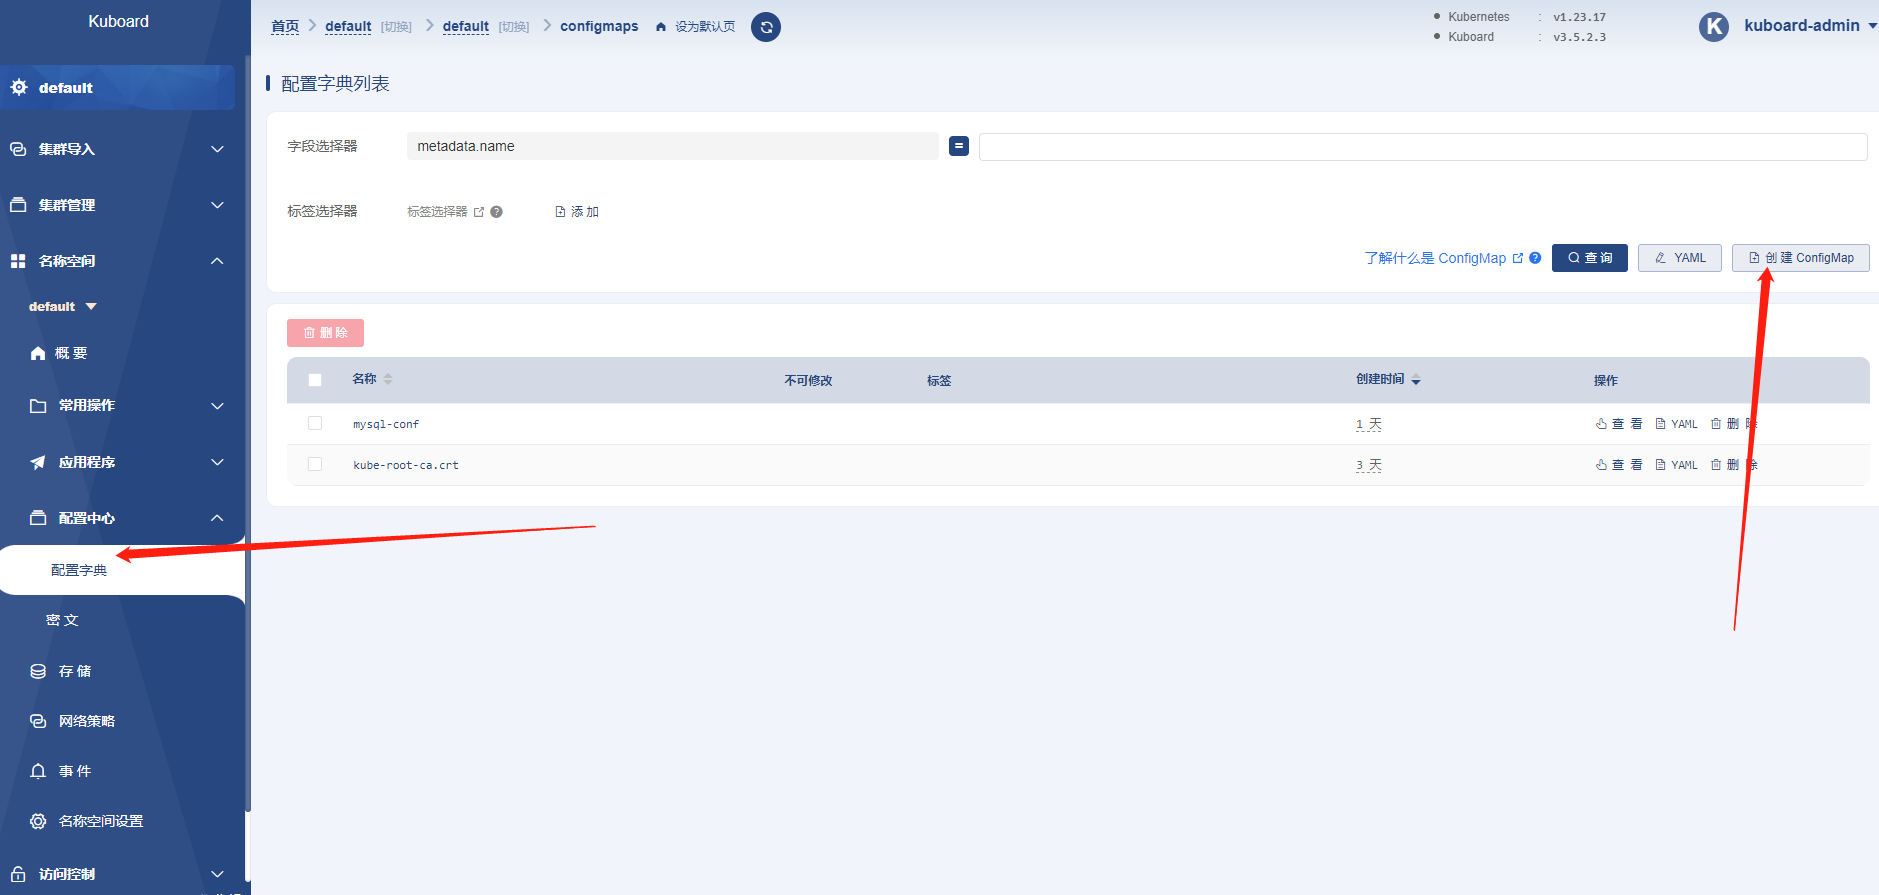 Kuboard
default
集群导入
集群管理
名称空间
default
概 要
常用操作
应用程序
配置中心
配置字典
密 文
存 储
网络策略
事 件
名称空间设置
访问控制
首页 default [切换] default [切换] configmaps 设为默认页
Kubernetes : v1.23.17
Kuboard : v3.5.2.3
K kuboard-admin
配置字典列表
字段选择器 metadata.name =
标签选择器 标签选择器 ? 添 加
了解什么是 ConfigMap ? 查 询 YAML 创 建 ConfigMap
删 除
名称 不可修改 标签 创建时间 操作
mysql-conf 1 天 查 看 YAML 删 除
kube-root-ca.crt 3 天 查 看 YAML 删 除